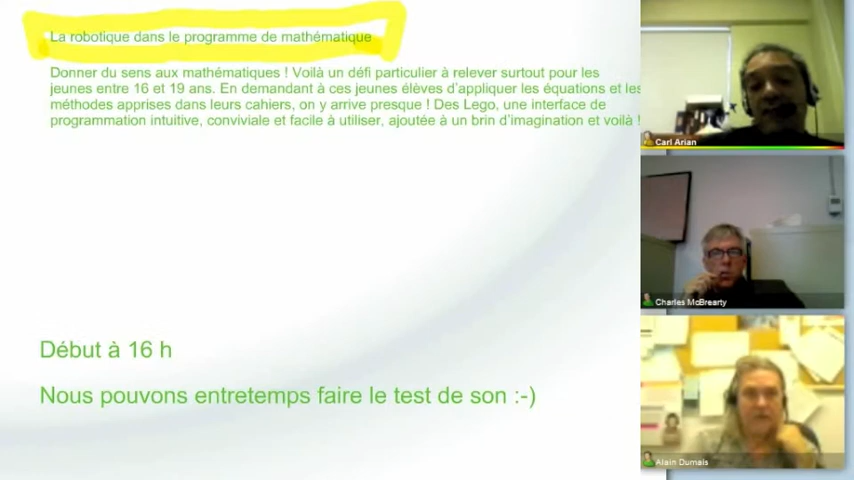 La robotique dans le programme de mathématique
Donner du sens aux mathématiques ! Voilà un défi particulier à relever surtout pour les
jeunes entre 16 et 19 ans. En demandant à ces jeunes élèves d'appliquer les équations et les
méthodes apprises dans leurs cahiers, on y arrive presque ! Des Lego, une interface de
programmation intuitive, conviviale et facile à utiliser, ajoutée à un brin d'imagination et voilà !
Début à 16 h
Nous pouvons entretemps faire le test de son :-)
Carl Arian
Charles McBrearty
Alain Dumais